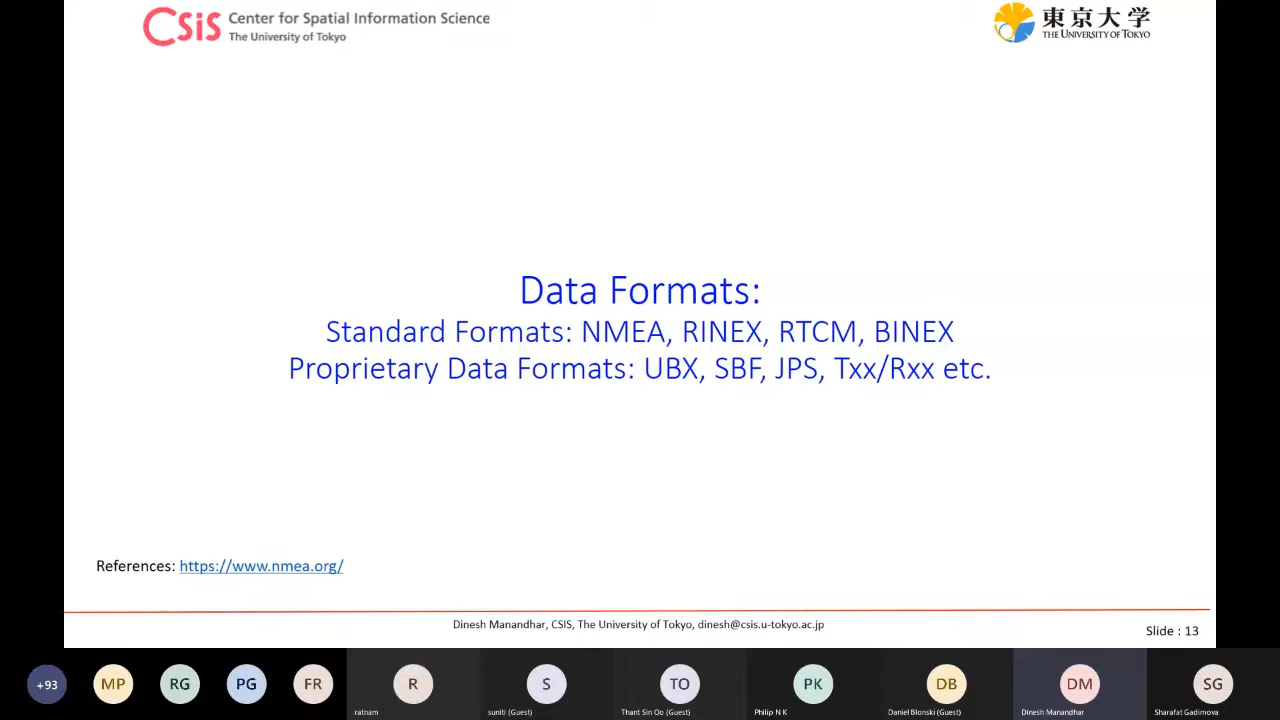 CSiS Center for Spatial Information Science
The University of Tokyo
東京大学
THE UNIVERSITY OF TOKYO
Data Formats:
Standard Formats: NMEA, RINEX, RTCM, BINEX
Proprietary Data Formats: UBX, SBF, JPS, Txx/Rxx etc.
References: https://www.nmea.org/
Dinesh Manandhar, CSIS, The University of Tokyo, dinesh@csis.u-tokyo.ac.jp
Slide : 13
+93 MP RG PG FR R S TO PK DB DM SG
ratnam suniti (Guest) Thant Sin Oo (Guest) Philip N K Daniel Blonski (Guest) Dinesh Manandhar Sharafat Gadimova